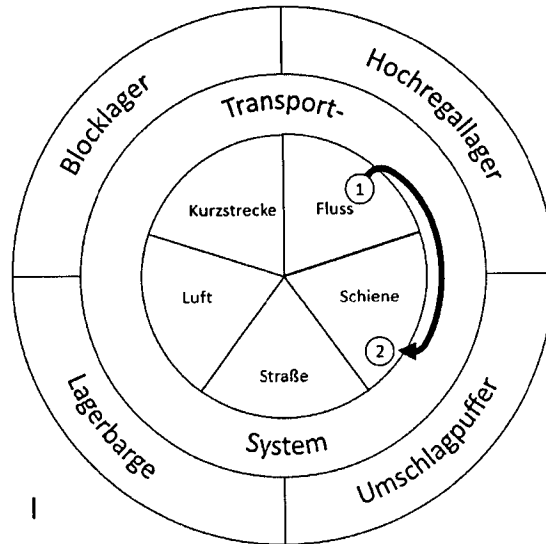 Blocklager
Hochregallager
Transport-
Kurzstrecke
Fluss
1
Luft
Schiene
2
Straße
System
Lagerbarge
Umschlagpuffer
I